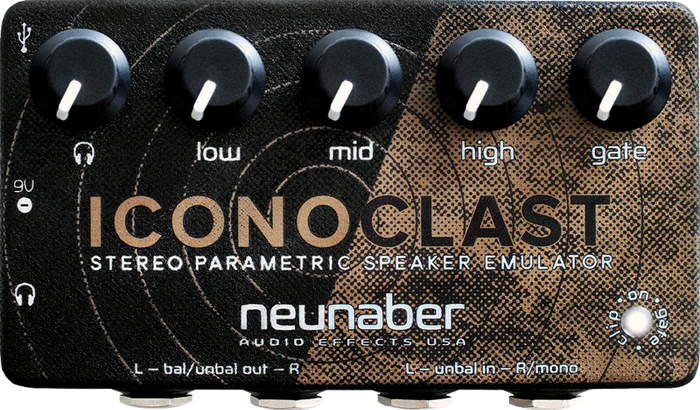 low mid high gate
9V
ICONOCLAST
STEREO PARAMETRIC SPEAKER EMULATOR
neunaber
AUDIO EFFECTS USA
clip • on • gate
L – bal/unbal out – R
L – unbal in – R/mono